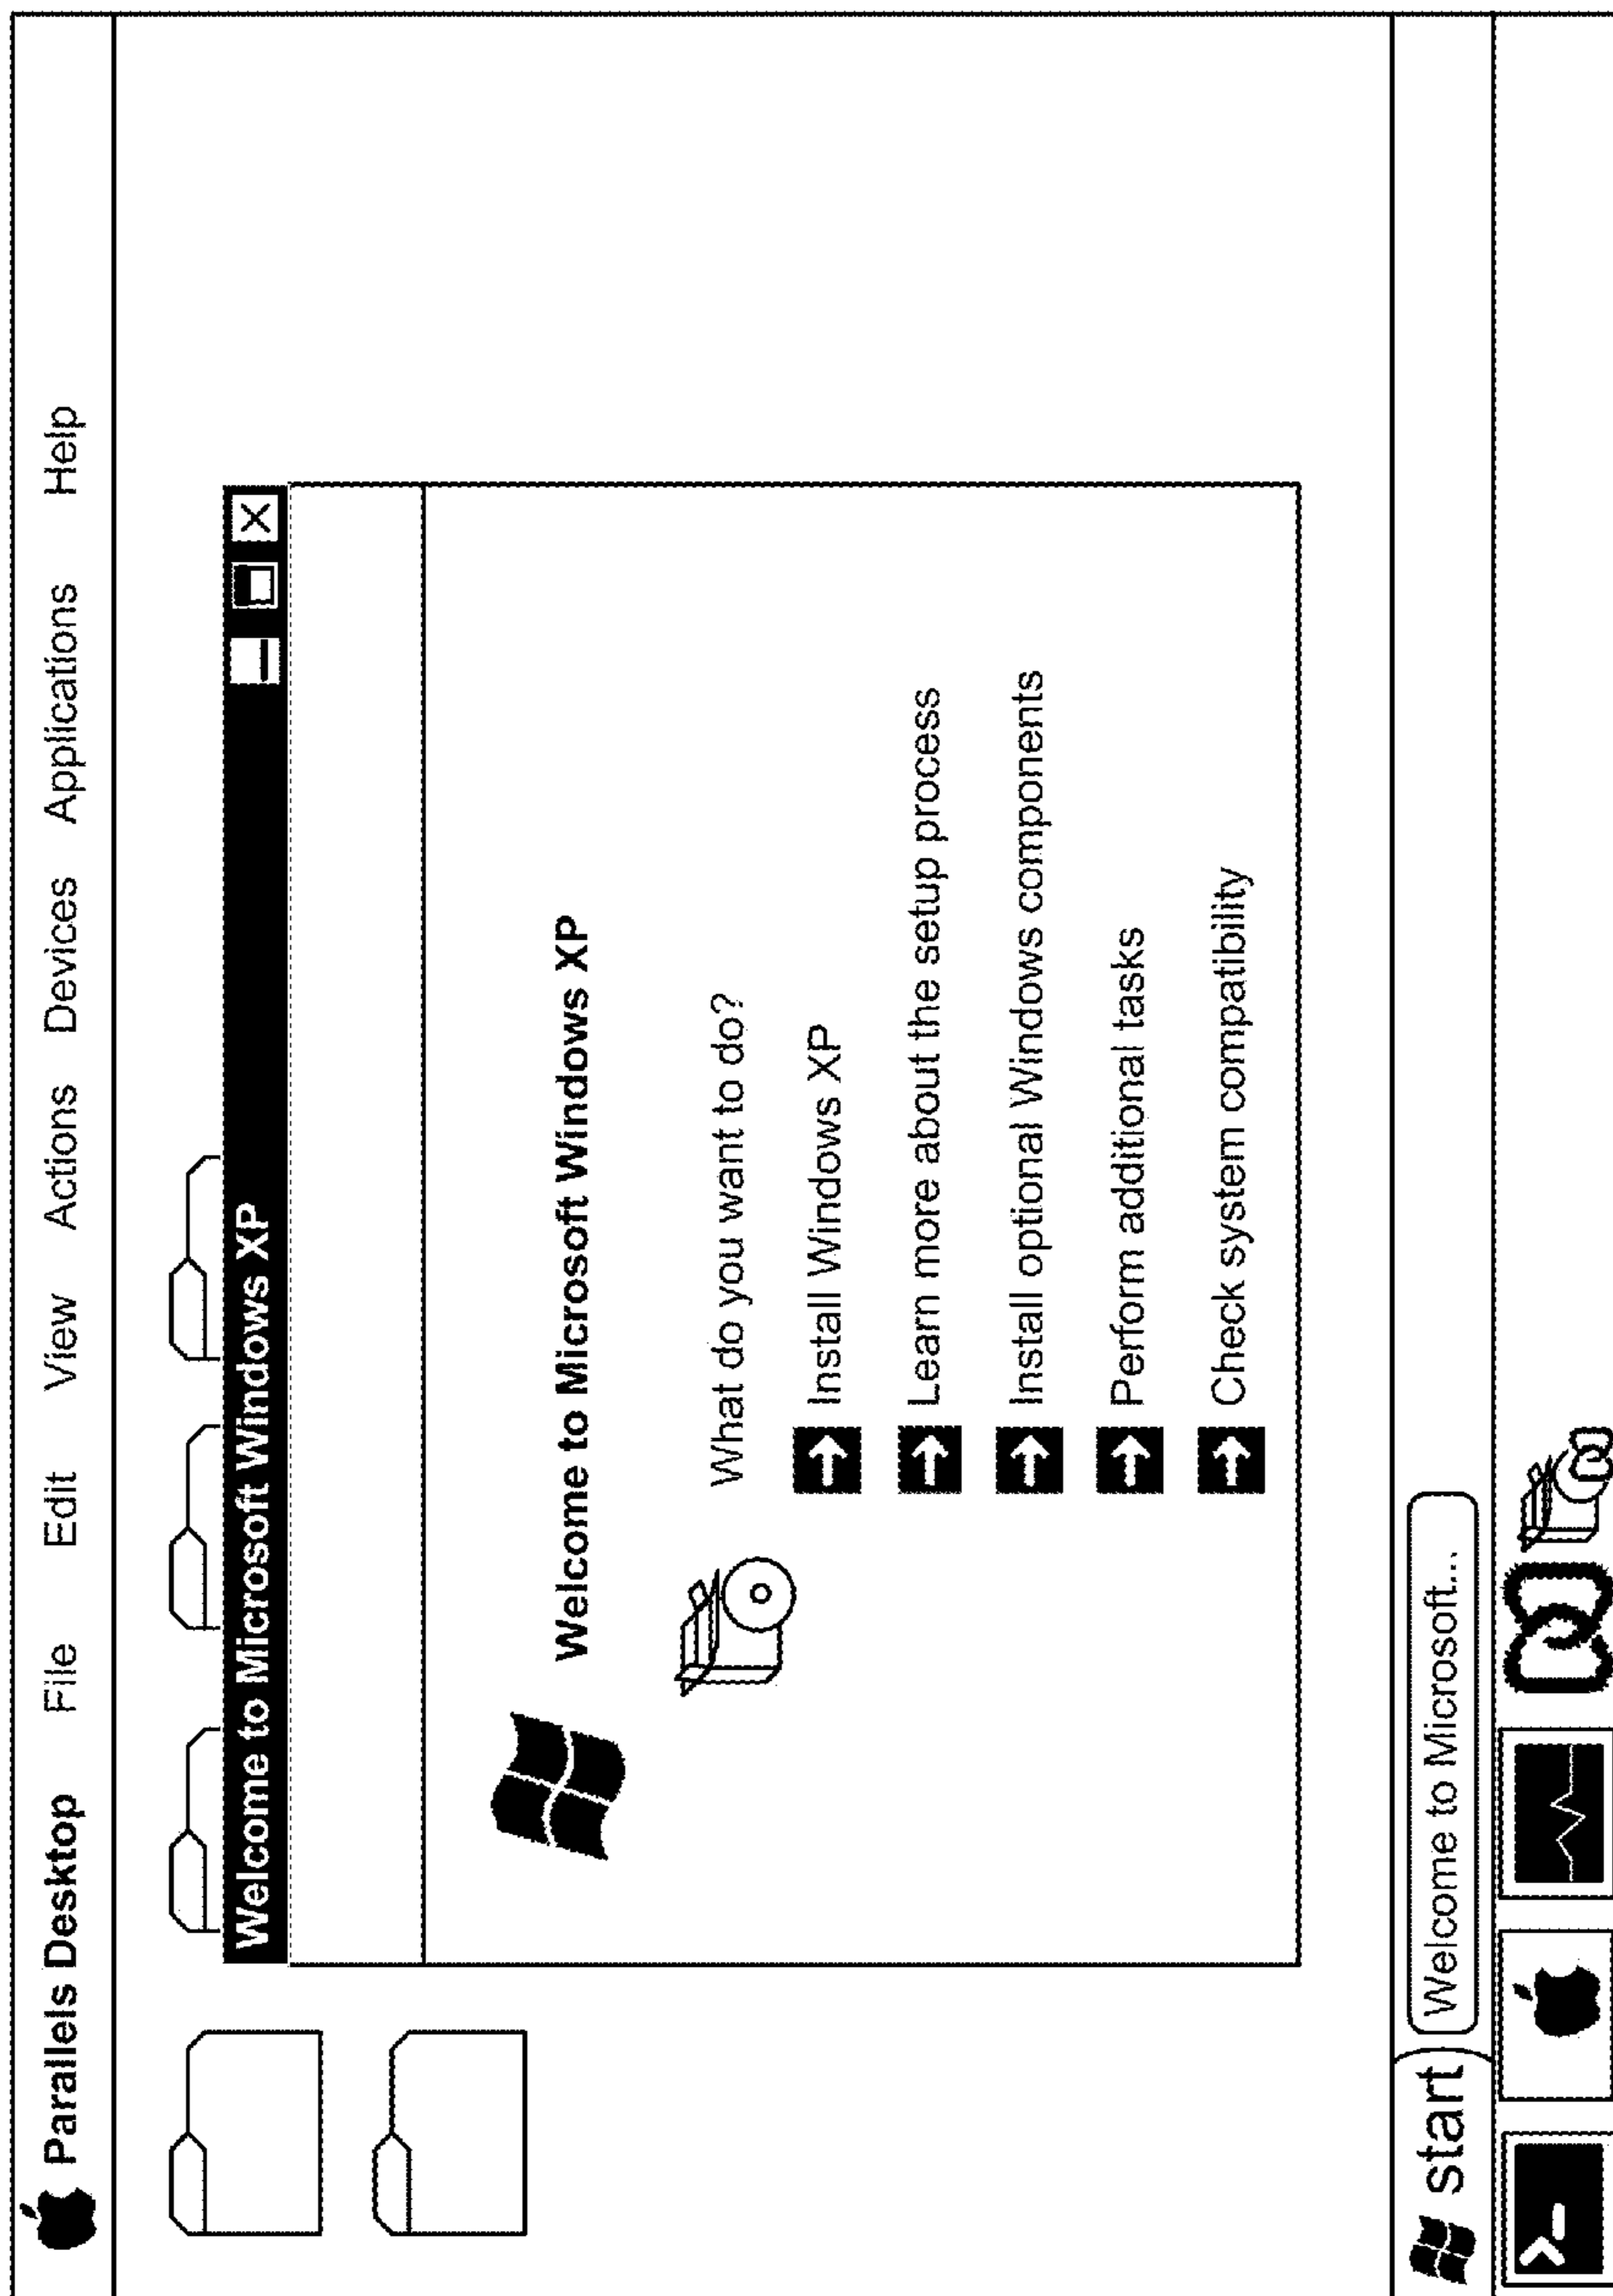 Parallels Desktop File Edit View Actions Devices Applications Help
Welcome to Microsoft Windows XP
Welcome to Microsoft Windows XP
What do you want to do?
Install Windows XP
Learn more about the setup process
Install optional Windows components
Perform additional tasks
Check system compatibility
start Welcome to Microsoft...